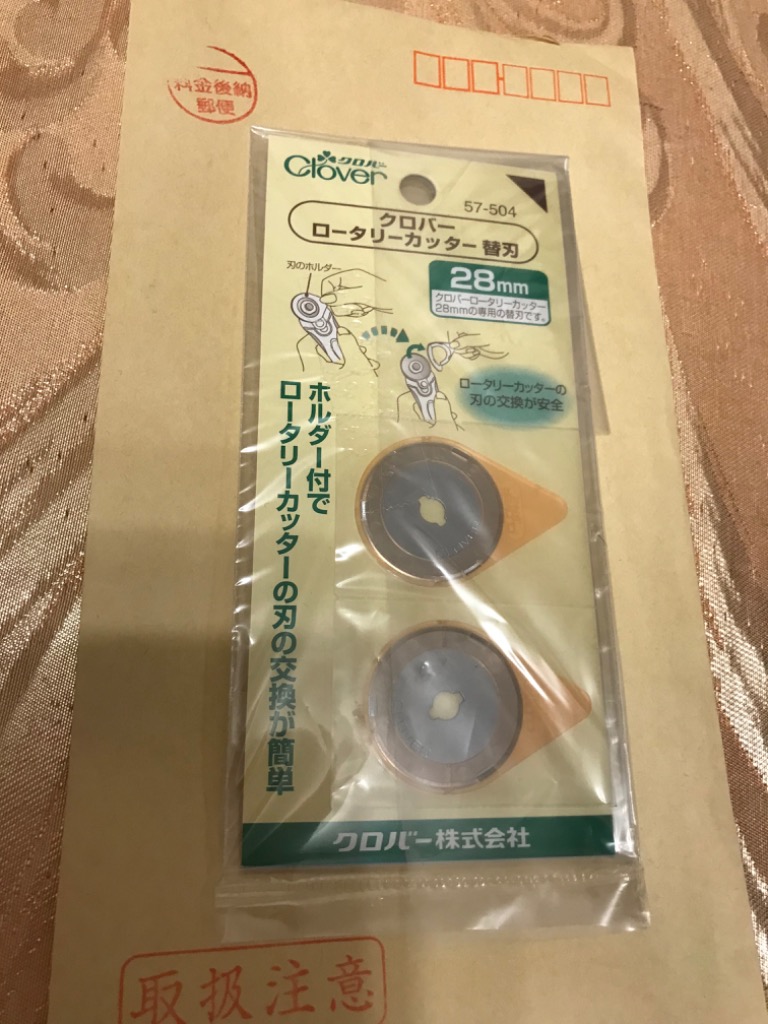 料金後納
郵便
クロバー
Clover
57-504
クロバー
ロータリーカッター 替刃
刃のホルダー
28mm
クロバーロータリーカッター
28mmの専用の替刃です。
ロータリーカッターの
刃の交換が安全
ホルダー付で
ロータリーカッターの刃の交換が簡単
クロバー株式会社
取扱注意